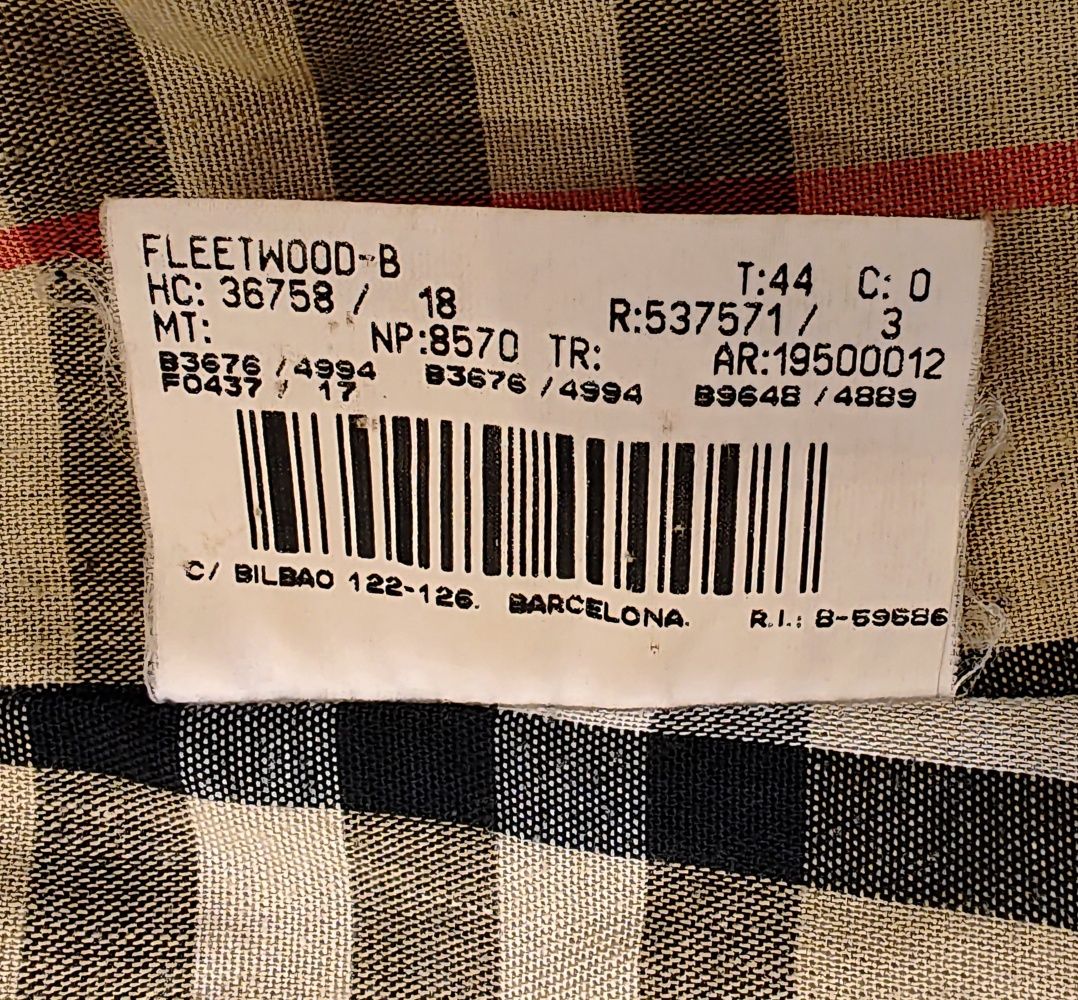 FLEETWOOD-B T:44 C: 0
HC: 36758 / 18 R:537571 / 3
MT: NP:8570 TR: AR:19500012
B3676 /4994 B3676 /4994 B9648 /4889
F0437 / 17
C/ BILBAO 122-126. BARCELONA. R.I.: 8-59686